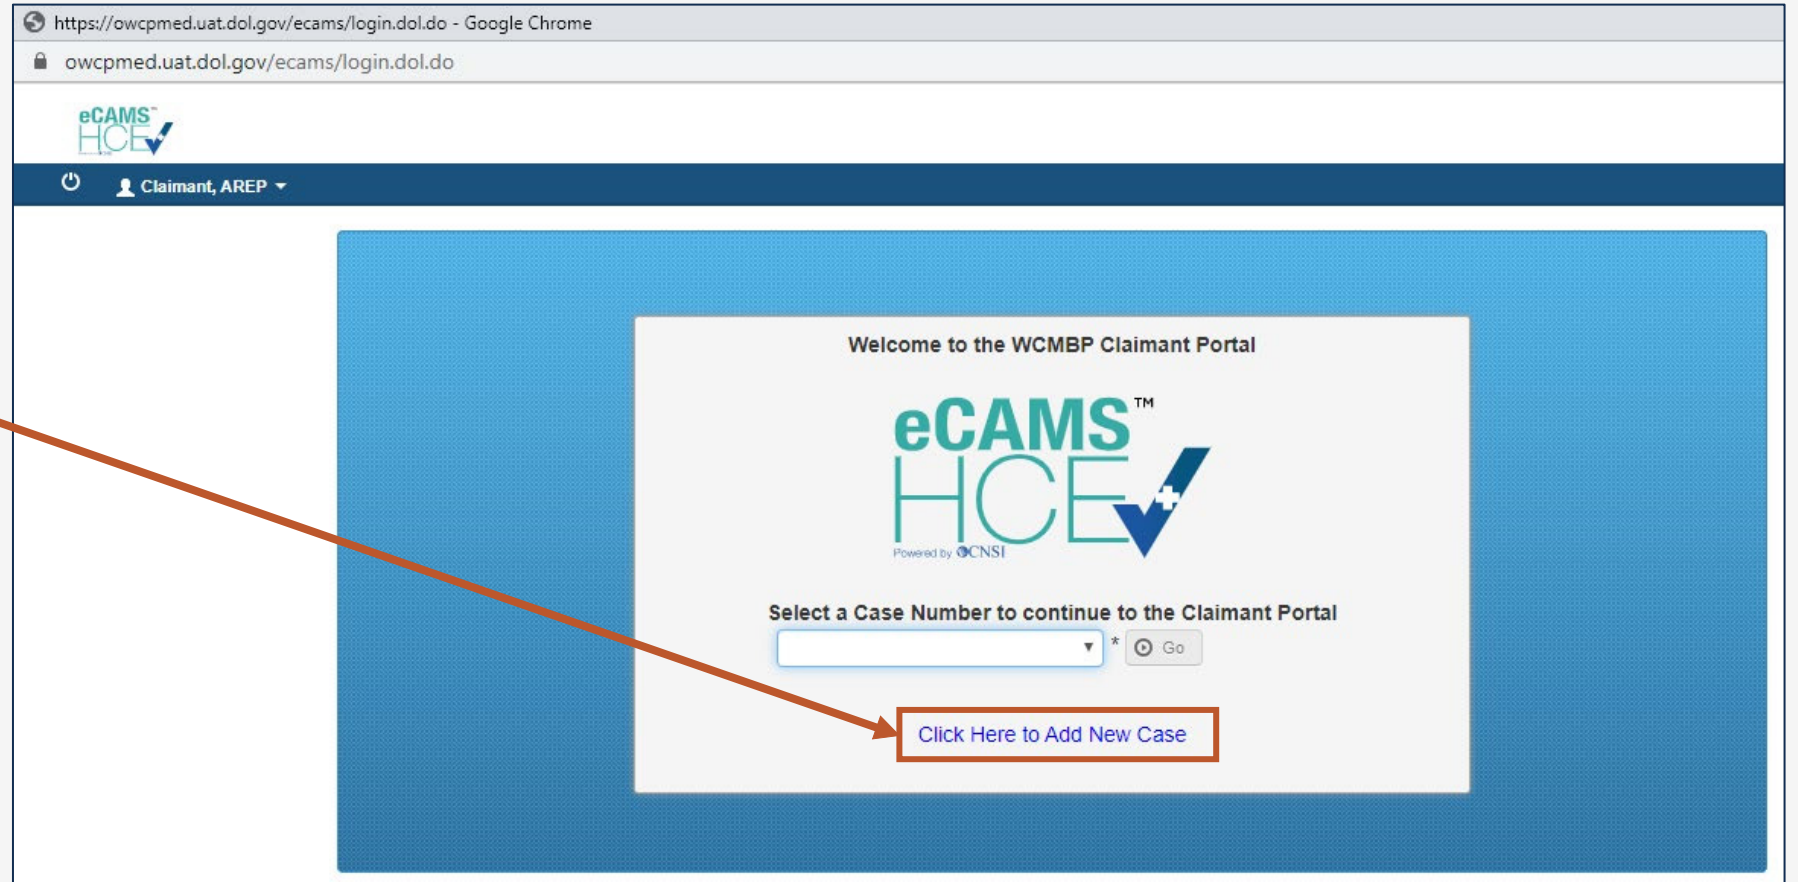 https://owcpmed.uat.dol.gov/ecams/login.dol.do - Google Chrome
owcpmed.uat.dol.gov/ecams/login.dol.do
eCAMS™
HCE
Claimant, AREP
Welcome to the WCMBP Claimant Portal
eCAMS™
HCE
Powered by CNSI
Select a Case Number to continue to the Claimant Portal
* Go
Click Here to Add New Case